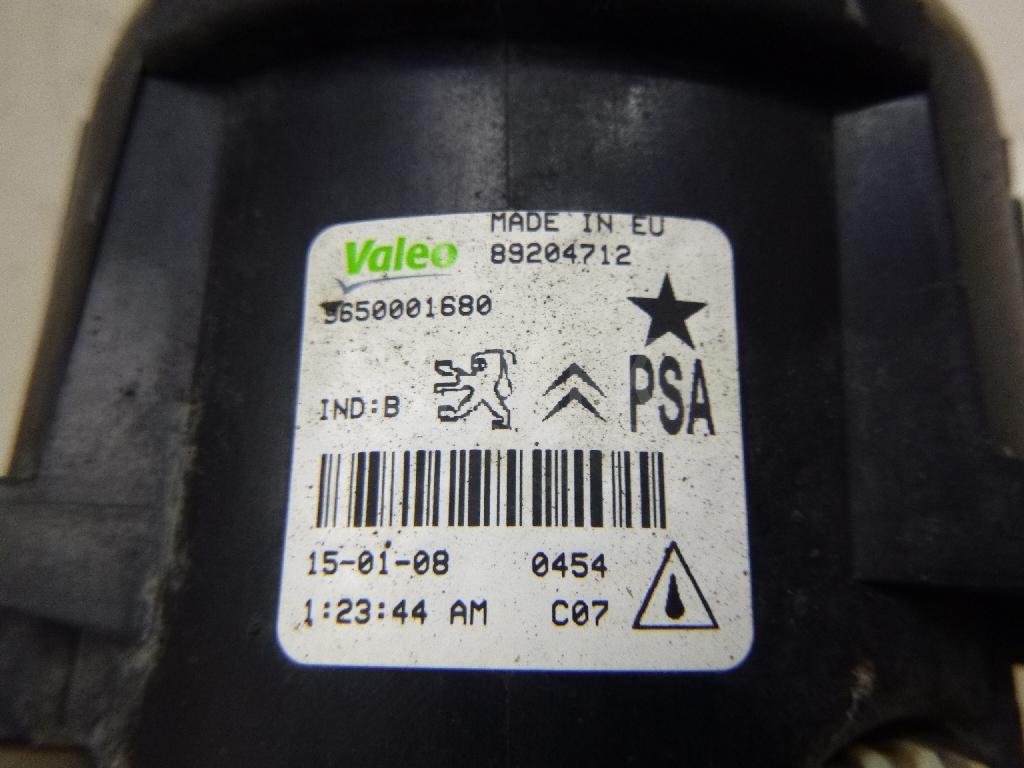 MADE IN EU
Valeo 89204712
9650001680
IND:B PSA
15-01-08 0454
1:23:44 AM C07